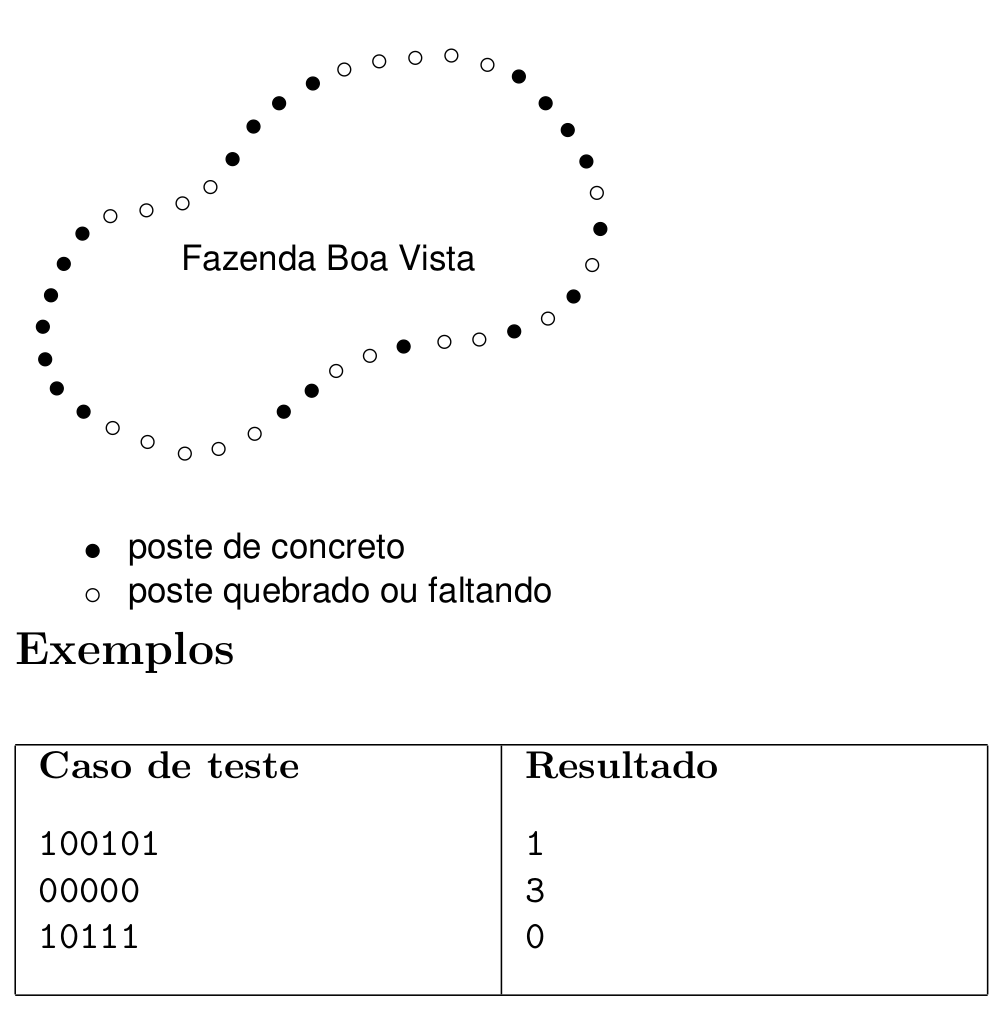 Fazenda Boa Vista
poste de concreto
poste quebrado ou faltando
Exemplos
Caso de teste Resultado
100101 1
00000 3
10111 0